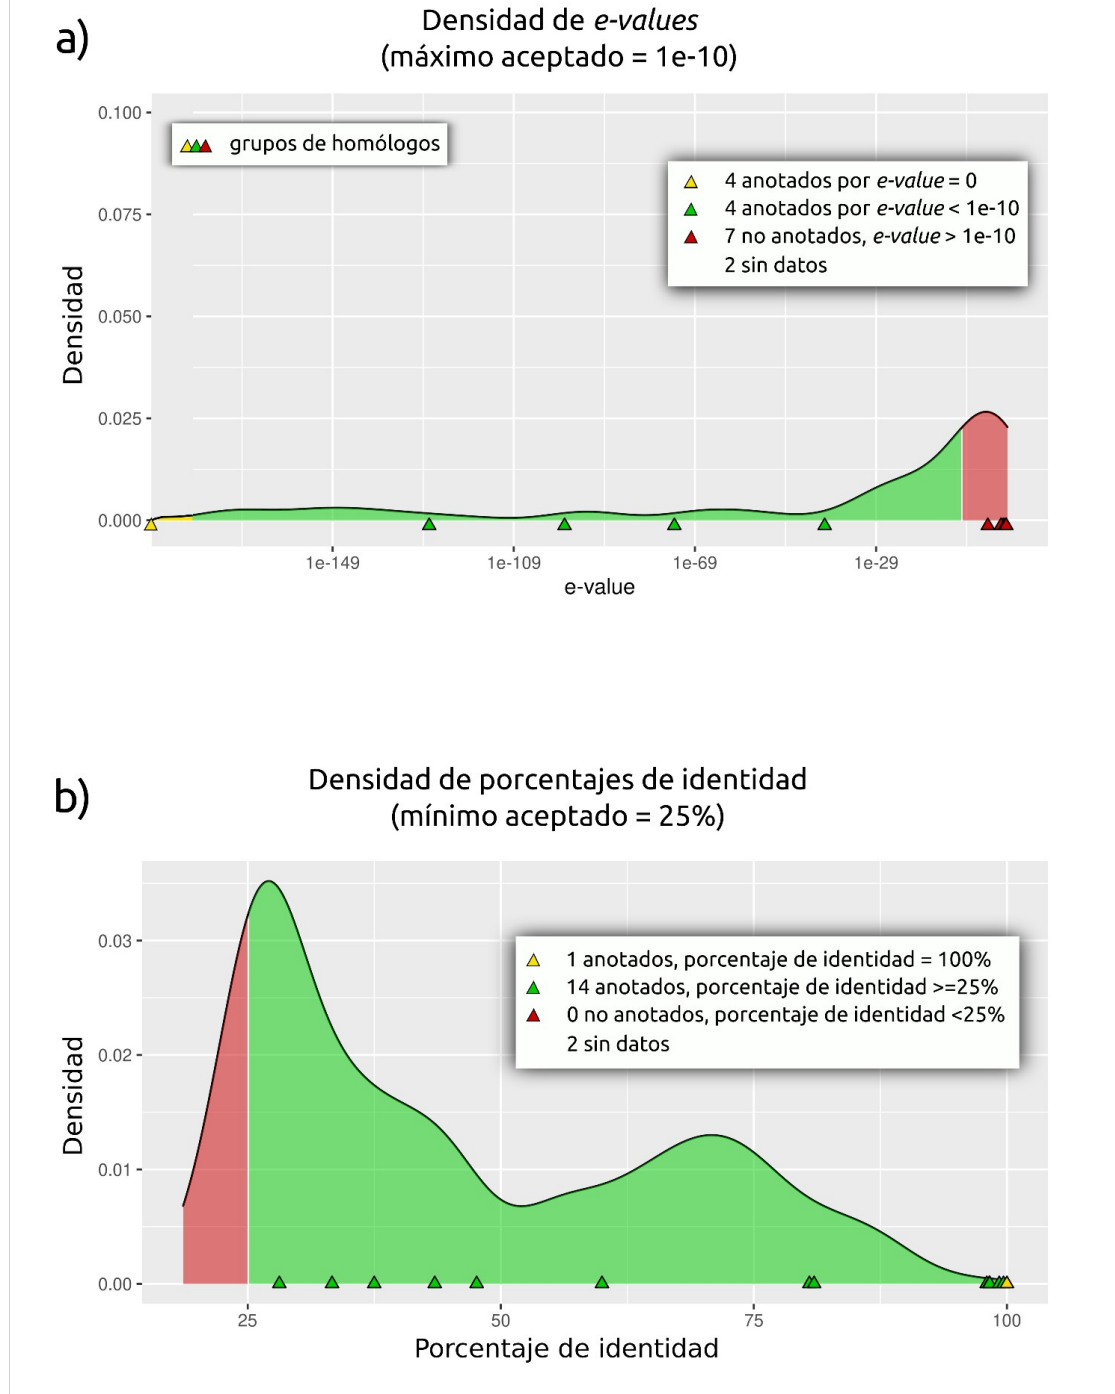 a)
Densidad de e-values
(máximo aceptado = 1e-10)
0.100
grupos de homólogos
4 anotados por e-value = 0
4 anotados por e-value < 1e-10
7 no anotados, e-value > 1e-10
2 sin datos
0.075
0.050
0.025
0.000
Densidad
1e-149
1e-109
1e-69
1e-29
e-value
b)
Densidad de porcentajes de identidad
(mínimo aceptado = 25%)
1 anotados, porcentaje de identidad = 100%
14 anotados, porcentaje de identidad >=25%
0 no anotados, porcentaje de identidad <25%
2 sin datos
0.03
0.02
0.01
0.00
Densidad
25
50
75
100
Porcentaje de identidad